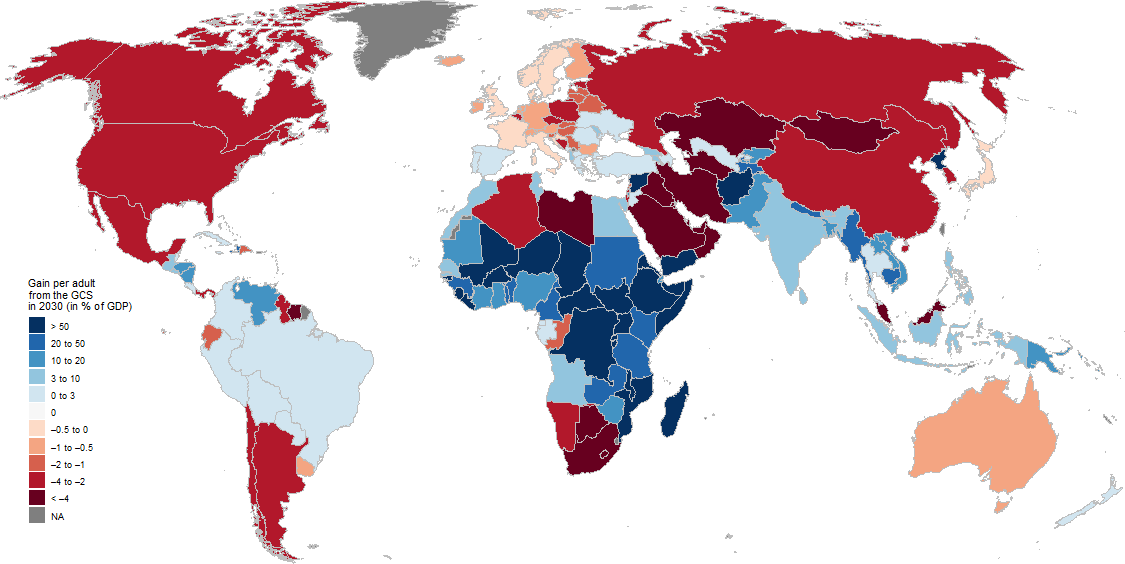 Gain per adult
from the GCS
in 2030 (in % of GDP)
> 50
20 to 50
10 to 20
3 to 10
0 to 3
0
–0.5 to 0
–1 to –0.5
–2 to –1
–4 to –2
< –4
NA